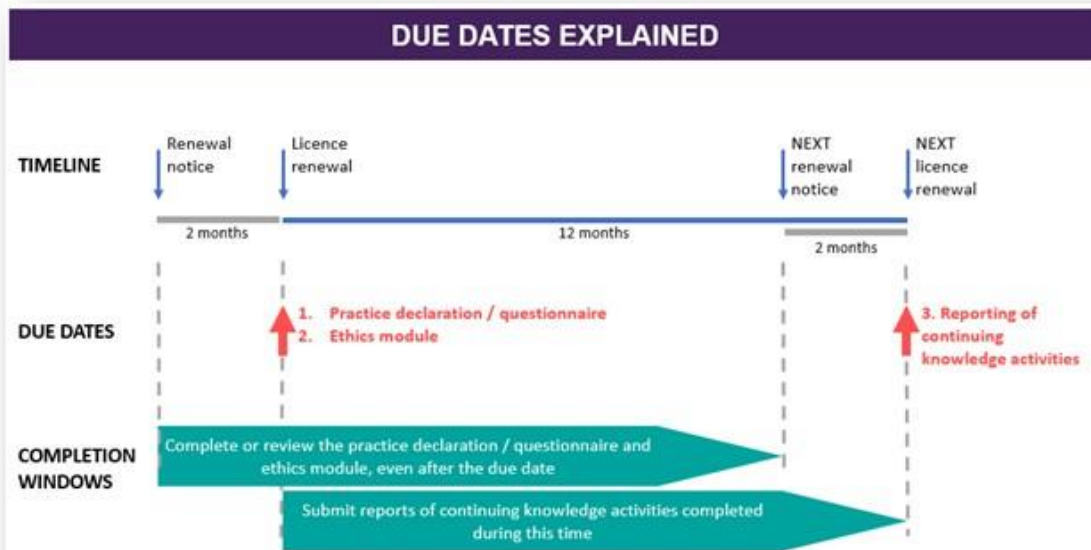 DUE DATES EXPLAINED
TIMELINE
Renewal
notice
Licence
renewal
NEXT
renewal
notice
NEXT
licence
renewal
2 months
12 months
2 months
DUE DATES
1. Practice declaration / questionnaire
2. Ethics module
3. Reporting of
continuing
knowledge activities
COMPLETION
WINDOWS
Complete or review the practice declaration / questionnaire and
ethics module, even after the due date
Submit reports of continuing knowledge activities completed
during this time